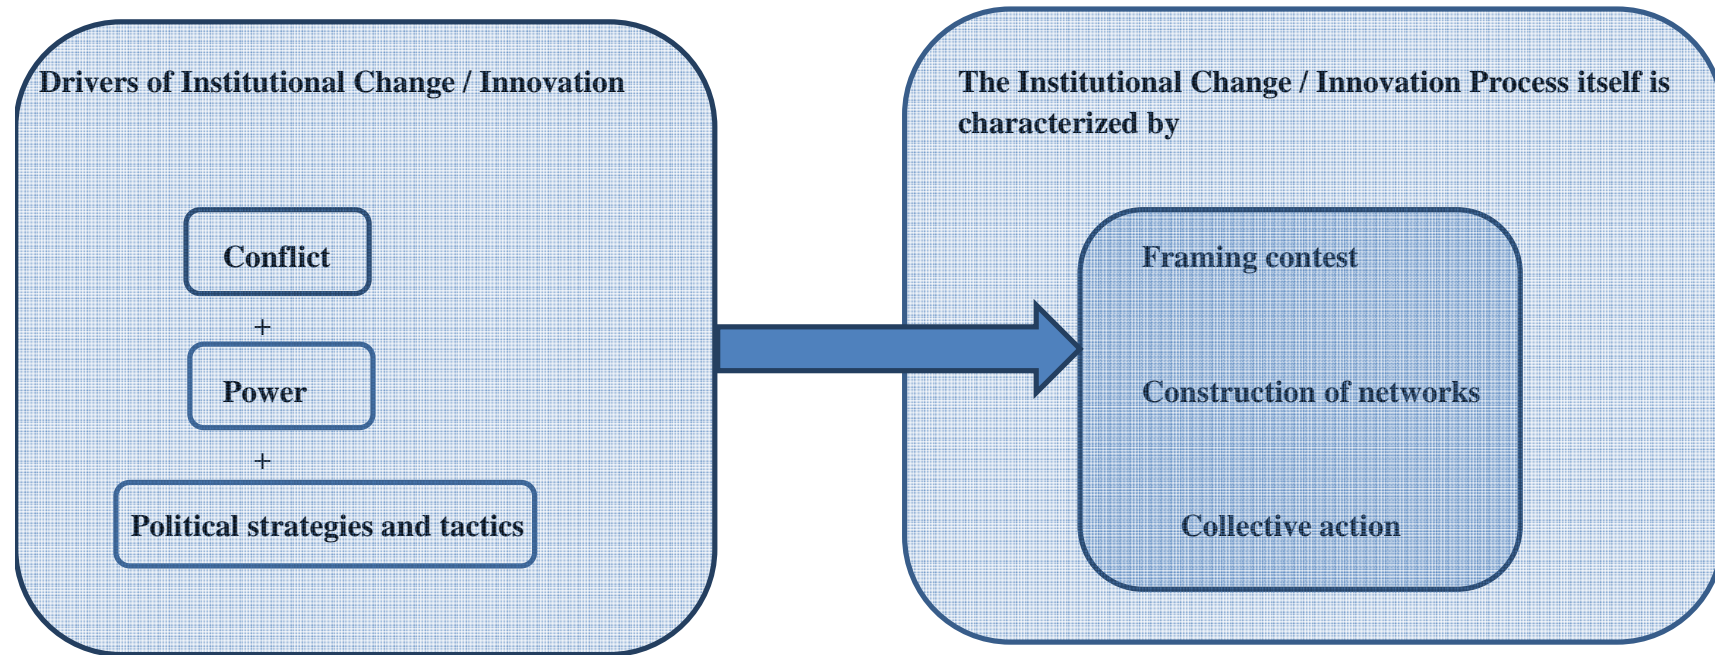 Drivers of Institutional Change / Innovation
Conflict
+
Power
+
Political strategies and tactics
The Institutional Change / Innovation Process itself is
characterized by
Framing contest
Construction of networks
Collective action